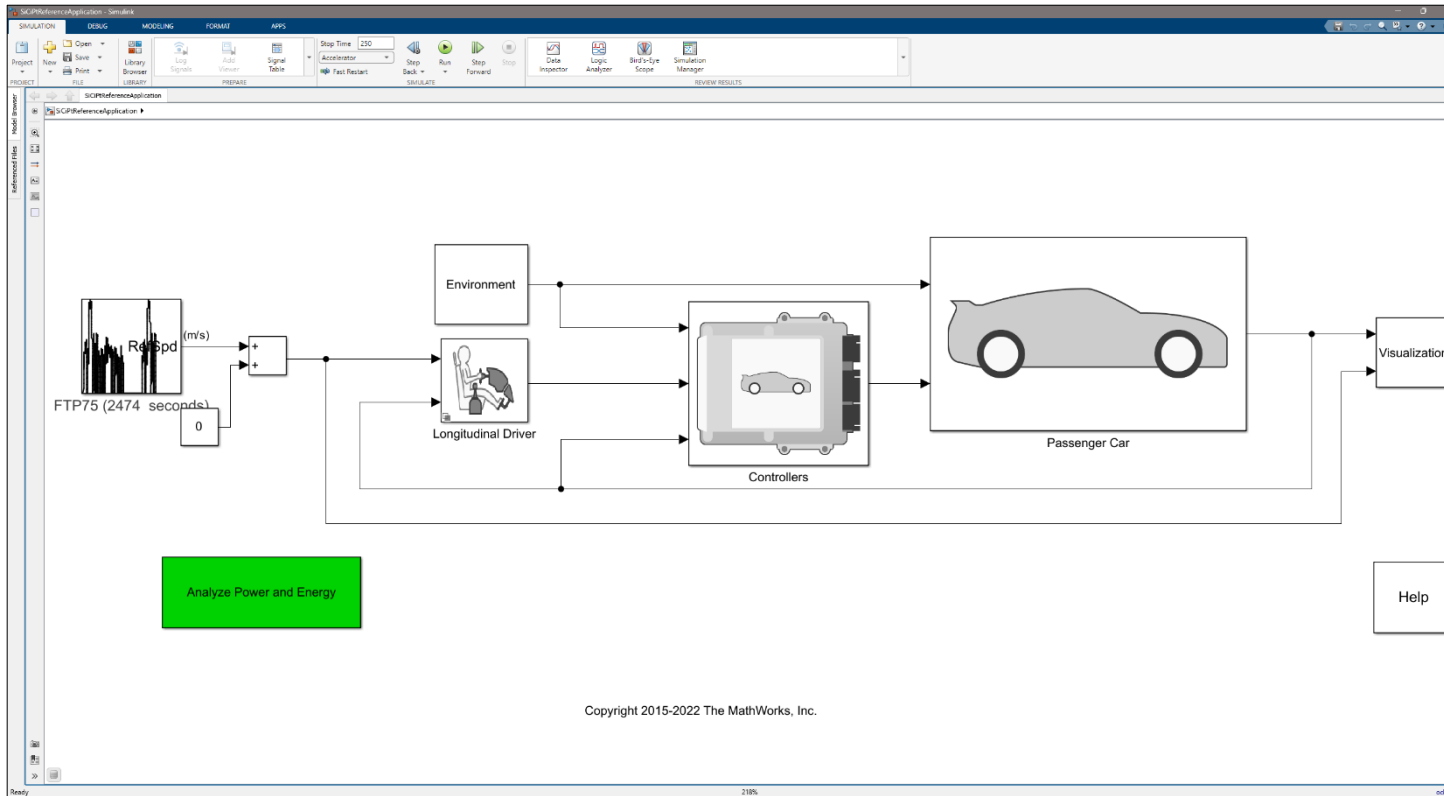 SiCiPtReferenceApplication - Simulink
SIMULATION
DEBUG
MODELING
FORMAT
APPS
Project
New
Open
Save
Print
Library
Browser
Log
Signals
Add
Viewer
Signal
Table
Stop Time 250
Accelerator
Fast Restart
Step
Back
Run
Step
Forward
Stop
Data
Inspector
Logic
Analyzer
Bird's-Eye
Scope
Simulation
Manager
PROJECT
FILE
LIBRARY
PREPARE
SIMULATE
REVIEW RESULTS
SiCiPtReferenceApplication
SiCiPtReferenceApplication
Model Browser
Referenced Files
Environment
RefSpd
(m/s)
FTP75 (2474 seconds)
0
+
+
Longitudinal Driver
Controllers
Passenger Car
Visualization
Analyze Power and Energy
Help
Copyright 2015-2022 The MathWorks, Inc.
Ready
218%